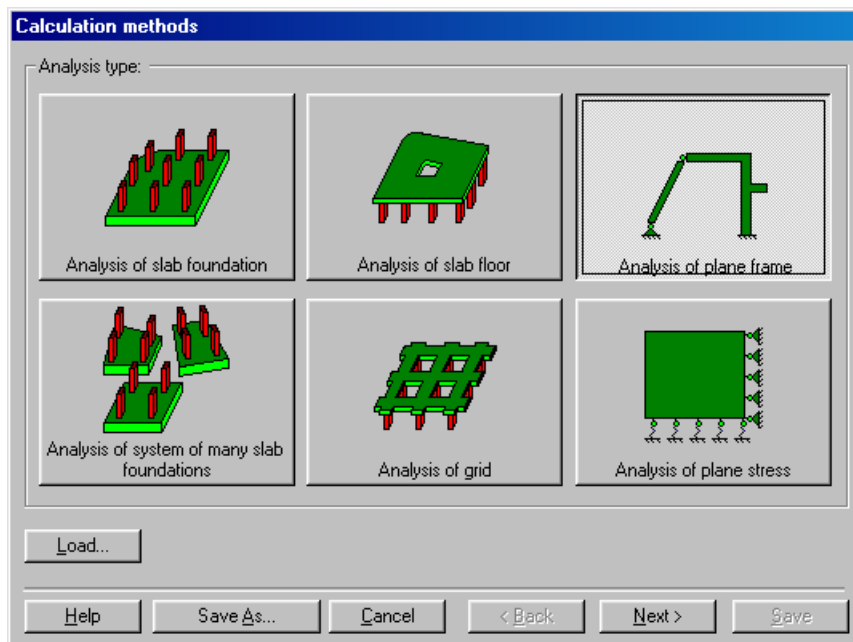 Calculation methods
Analysis type:
Analysis of slab foundation
Analysis of slab floor
Analysis of plane frame
Analysis of system of many slab
foundations
Analysis of grid
Analysis of plane stress
Load...
Help
Save As...
Cancel
< Back
Next >
Save